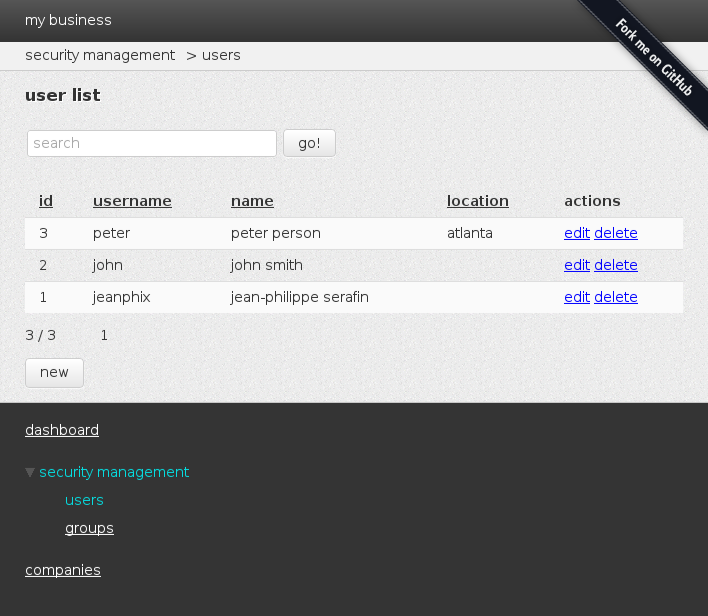 my business
Fork me on GitHub
security management > users
user list
search go!
id username name location actions
3 peter peter person atlanta edit delete
2 john john smith edit delete
1 jeanphix jean-philippe serafin edit delete
3 / 3 1
new
dashboard
▼ security management
users
groups
companies